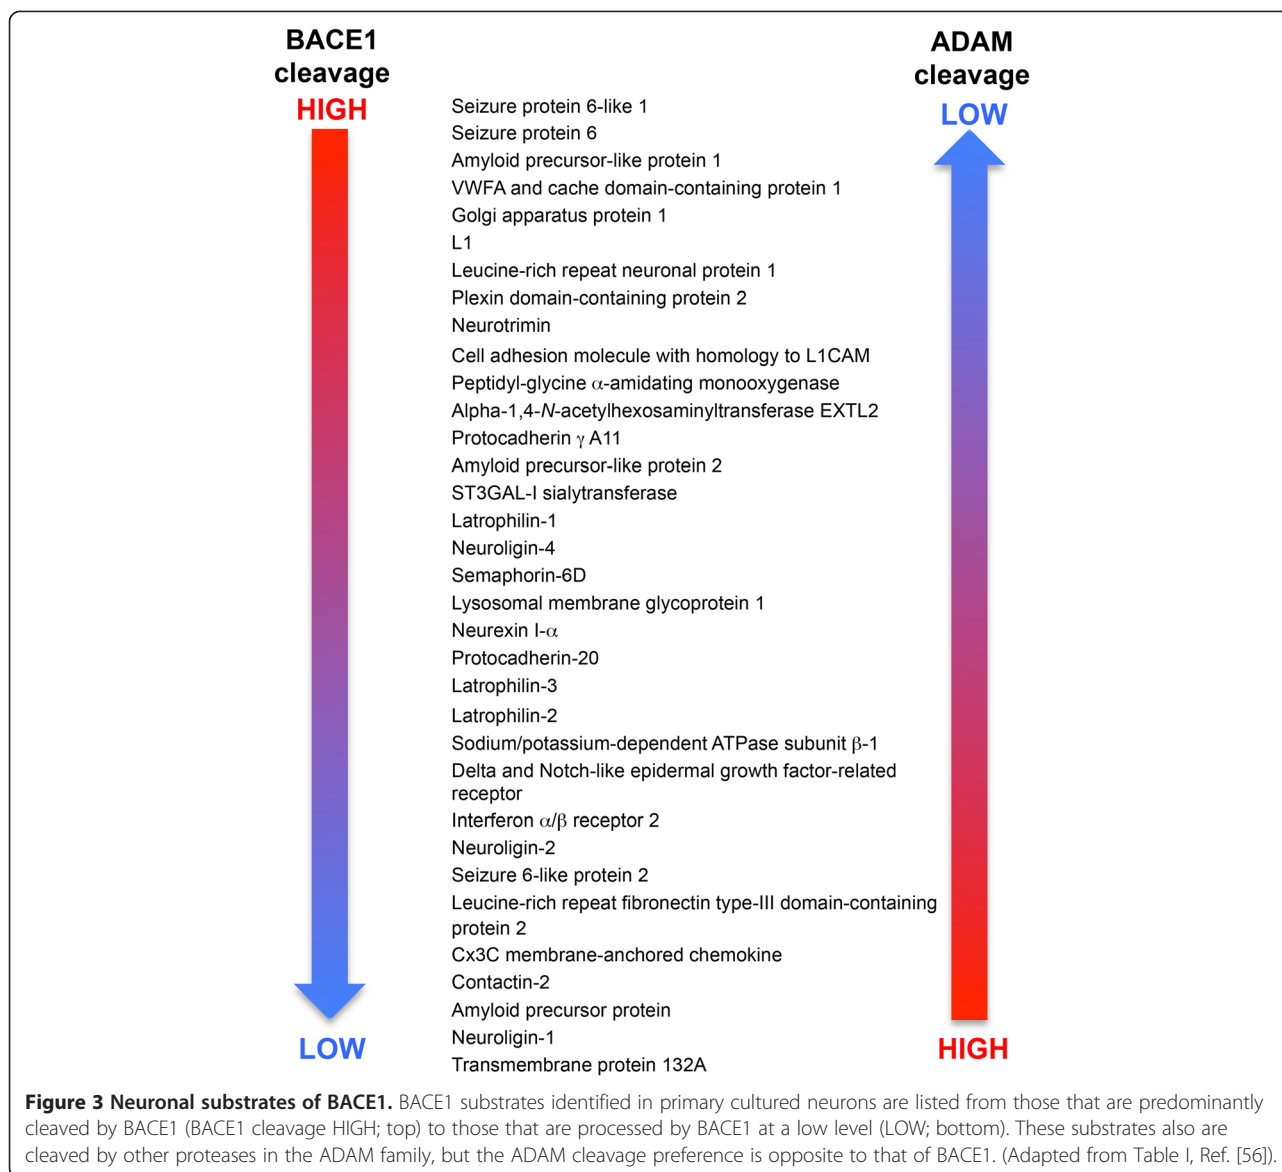 BACE1
cleavage
HIGH
ADAM
cleavage
LOW
Seizure protein 6-like 1
Seizure protein 6
Amyloid precursor-like protein 1
VWFA and cache domain-containing protein 1
Golgi apparatus protein 1
L1
Leucine-rich repeat neuronal protein 1
Plexin domain-containing protein 2
Neurotrimin
Cell adhesion molecule with homology to L1CAM
Peptidyl-glycine α-amidating monooxygenase
Alpha-1,4-N-acetylhexosaminyltransferase EXTL2
Protocadherin γ A11
Amyloid precursor-like protein 2
ST3GAL-I sialytransferase
Latrophilin-1
Neuroligin-4
Semaphorin-6D
Lysosomal membrane glycoprotein 1
Neurexin I-α
Protocadherin-20
Latrophilin-3
Latrophilin-2
Sodium/potassium-dependent ATPase subunit β-1
Delta and Notch-like epidermal growth factor-related
receptor
Interferon α/β receptor 2
Neuroligin-2
Seizure 6-like protein 2
Leucine-rich repeat fibronectin type-III domain-containing
protein 2
Cx3C membrane-anchored chemokine
Contactin-2
Amyloid precursor protein
Neuroligin-1
Transmembrane protein 132A
LOW
HIGH
Figure 3 Neuronal substrates of BACE1. BACE1 substrates identified in primary cultured neurons are listed from those that are predominantly
cleaved by BACE1 (BACE1 cleavage HIGH; top) to those that are processed by BACE1 at a low level (LOW; bottom). These substrates also are
cleaved by other proteases in the ADAM family, but the ADAM cleavage preference is opposite to that of BACE1. (Adapted from Table I, Ref. [56]).